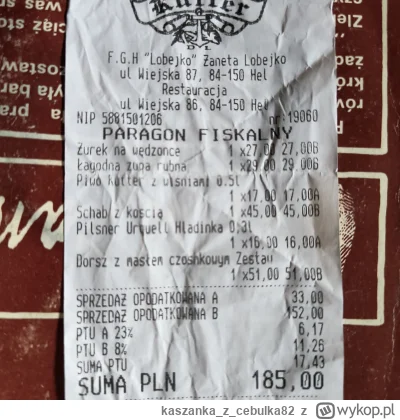 Kutter
F.G.H "Lobejko" Żaneta Lobejko
ul Wiejska 87, 84-150 Hel
Restauracja
ul Wiejska 86, 84-150 Hel
NIP 5881501206 nr:19060
PARAGON FISKALNY
Żurek na wędzonce 1 x27,00 27,00B
Łagodna zupa rybna 1 x29,00 29,00B
Piwo Kutter z wiśniami 0.5l
1 x17,00 17,00A
Schab z kością 1 x45,00 45,00B
Pilsner Urquell Hladinka 0,3l
1 x16,00 16,00A
Dorsz z masłem czoshkowym Zestaw
1 x51,00 51,00B
SPRZEDAŻ OPODATKOWANA A 33,00
SPRZEDAŻ OPODATKOWANA B 152,00
PTU A 23% 6,17
PTU B 8% 11,26
SUMA PTU 17,43
SUMA PLN 185,00
kaszanka_z_cebulka82 z wykop.pl